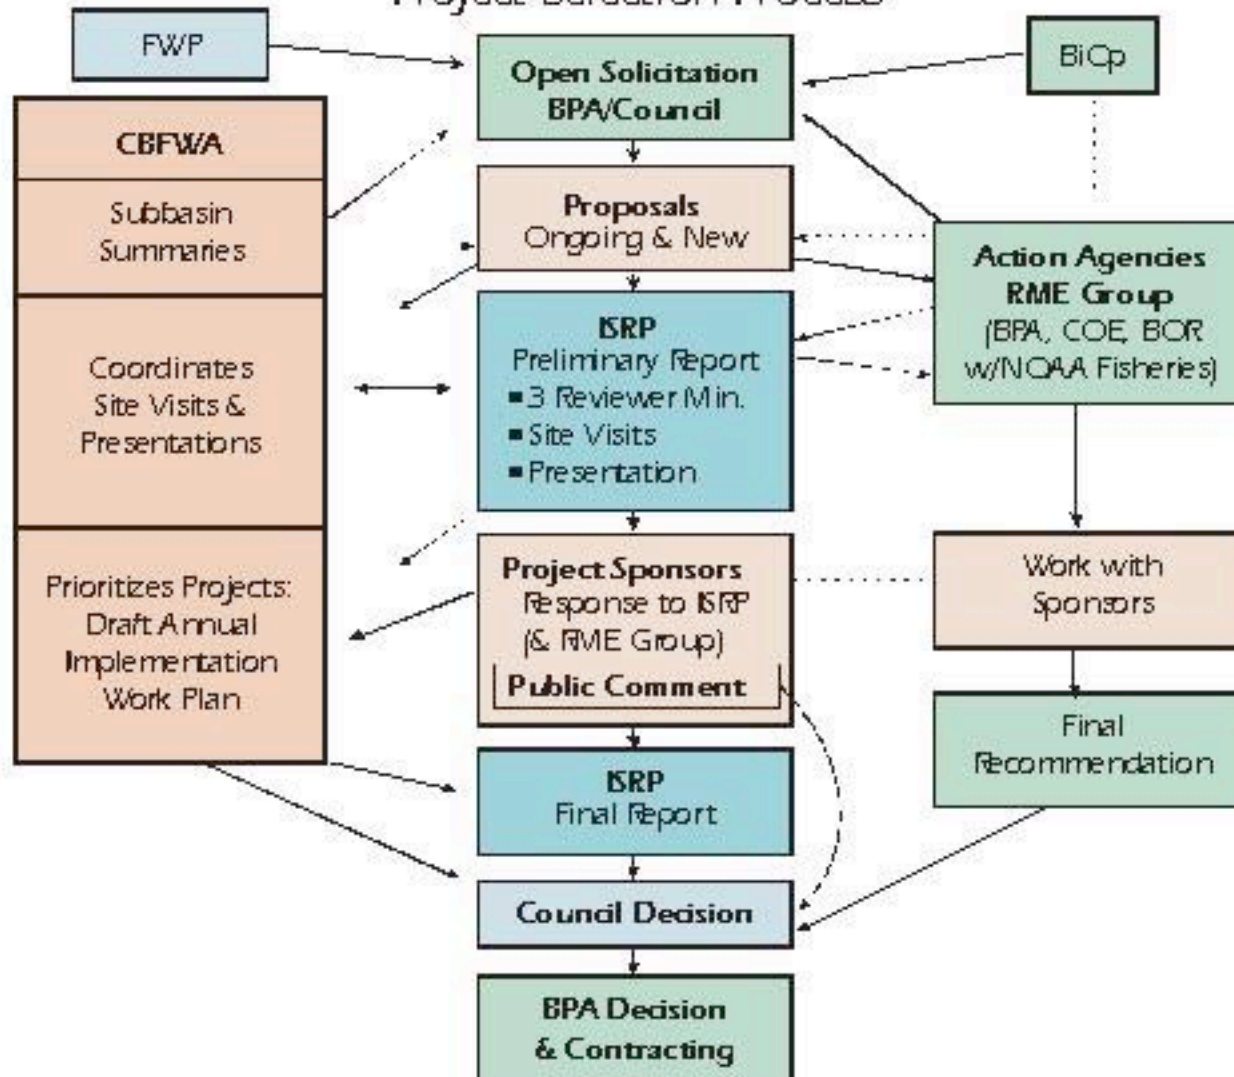 Project Selection Process
FWP
BiOp
Open Solicitation
BPA/Council
CBFWA
Subbasin
Summaries
Coordinates
Site Visits &
Presentations
Prioritizes Projects:
Draft Annual
Implementation
Work Plan
Proposals
Ongoing & New
ISRP
Preliminary Report
▪ 3 Reviewer Min.
▪ Site Visits
▪ Presentation
Project Sponsors
Response to ISRP
(& RME Group)
Public Comment
ISRP
Final Report
Council Decision
BPA Decision
& Contracting
Action Agencies
RME Group
(BPA, COE, BOR
w/NOAA Fisheries)
Work with
Sponsors
Final
Recommendation